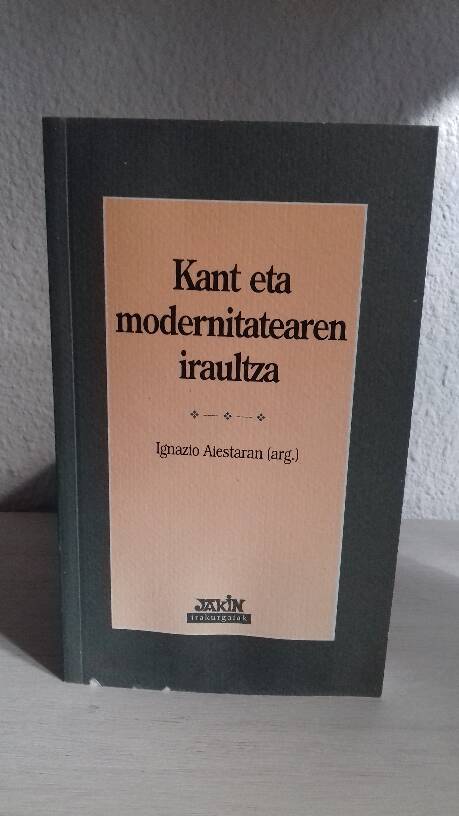 Kant eta
modernitatearen
iraultza
Ignazio Aiestaran (arg.)
JAKIN
irakurgaiak